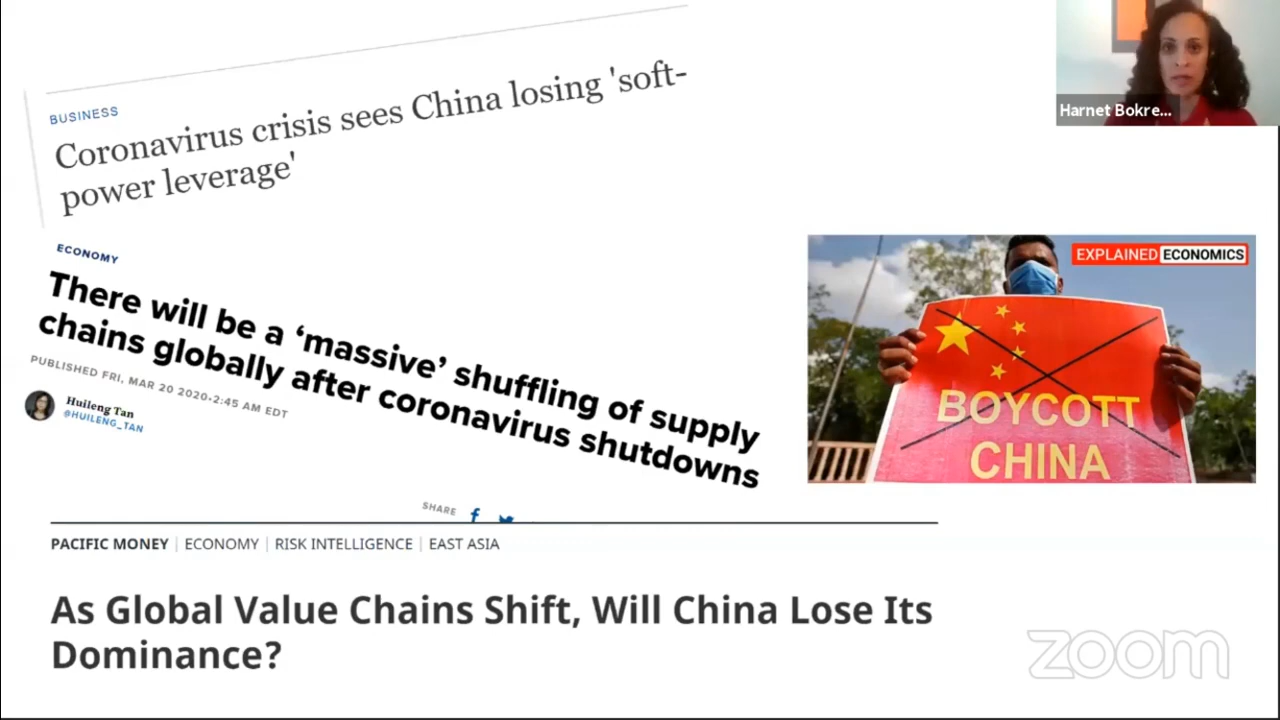 Harnet Bokre...
BUSINESS
Coronavirus crisis sees China losing 'soft-
power leverage'
ECONOMY
There will be a ‘massive’ shuffling of supply
chains globally after coronavirus shutdowns
PUBLISHED FRI, MAR 20 2020•2:45 AM EDT
Huileng Tan
@HUILENG_TAN
SHARE
EXPLAINED ECONOMICS
BOYCOTT
CHINA
PACIFIC MONEY | ECONOMY | RISK INTELLIGENCE | EAST ASIA
As Global Value Chains Shift, Will China Lose Its
Dominance?
zoom